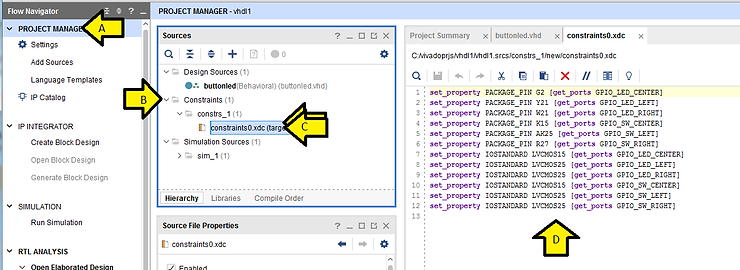 Flow Navigator
PROJECT MANAGER - vhdl1
PROJECT MANAGER
A
Settings
Add Sources
Language Templates
IP Catalog
IP INTEGRATOR
Create Block Design
Open Block Design
Generate Block Design
SIMULATION
Run Simulation
RTL ANALYSIS
Open Elaborated Design
Sources
0
Design Sources (1)
buttonled(Behavioral) (buttonled.vhd)
B
Constraints (1)
constrs_1 (1)
constraints0.xdc (targe
C
Simulation Sources (1)
sim_1 (1)
Hierarchy
Libraries
Compile Order
Source File Properties
constraints0.xdc
Enabled
Project Summary
buttonled.vhd
constraints0.xdc
C:/vivadoprjs/vhdl1/vhdl1.srcs/constrs_1/new/constraints0.xdc
1 set_property PACKAGE_PIN G2 [get_ports GPIO_LED_CENTER]
2 set_property PACKAGE_PIN Y21 [get_ports GPIO_LED_LEFT]
3 set_property PACKAGE_PIN W21 [get_ports GPIO_LED_RIGHT]
4 set_property PACKAGE_PIN K15 [get_ports GPIO_SW_CENTER]
5 set_property PACKAGE_PIN AK25 [get_ports GPIO_SW_LEFT]
6 set_property PACKAGE_PIN R27 [get_ports GPIO_SW_RIGHT]
7 set_property IOSTANDARD LVCMOS15 [get_ports GPIO_LED_CENTER]
8 set_property IOSTANDARD LVCMOS25 [get_ports GPIO_LED_LEFT]
9 set_property IOSTANDARD LVCMOS25 [get_ports GPIO_LED_RIGHT]
10 set_property IOSTANDARD LVCMOS15 [get_ports GPIO_SW_CENTER]
11 set_property IOSTANDARD LVCMOS25 [get_ports GPIO_SW_LEFT]
12 set_property IOSTANDARD LVCMOS25 [get_ports GPIO_SW_RIGHT]
13
D